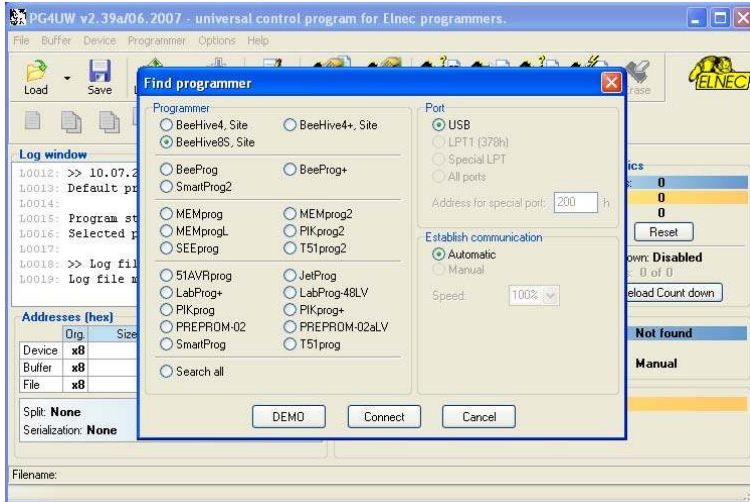 PG4UW v2.39a/06.2007 - universal control program for Elnec programmers.
File Buffer Device Programmer Options Help
Load Save
ELNEC
Find programmer
Programmer
BeeHive4, Site BeeHive4+, Site
BeeHive8S, Site
BeeProg BeeProg+
SmartProg2
MEMprog MEMprog2
MEMprogL PIKprog2
SEEprog T51prog2
51AVRprog JetProg
LabProg+ LabProg-48LV
PIKprog PIKprog+
PREPROM-02 PREPROM-02aLV
SmartProg T51prog
Search all
Port
USB
LPT1 (378h)
Special LPT
All ports
Address for special port: 200 h
Establish communication
Automatic
Manual
Speed: 100%
DEMO Connect Cancel
Log window
L0012: >> 10.07.2
L0013: Default pr
L0014:
L0015: Program st
L0016: Selected p
L0017:
L0018: >> Log fil
L0019: Log file m
ics
0
0
0
Reset
own: Disabled
0 of 0
eload Count down
Addresses (hex)
Org. Size
Device x8
Buffer x8
File x8
Not found
Manual
Split: None
Serialization: None
Filename: